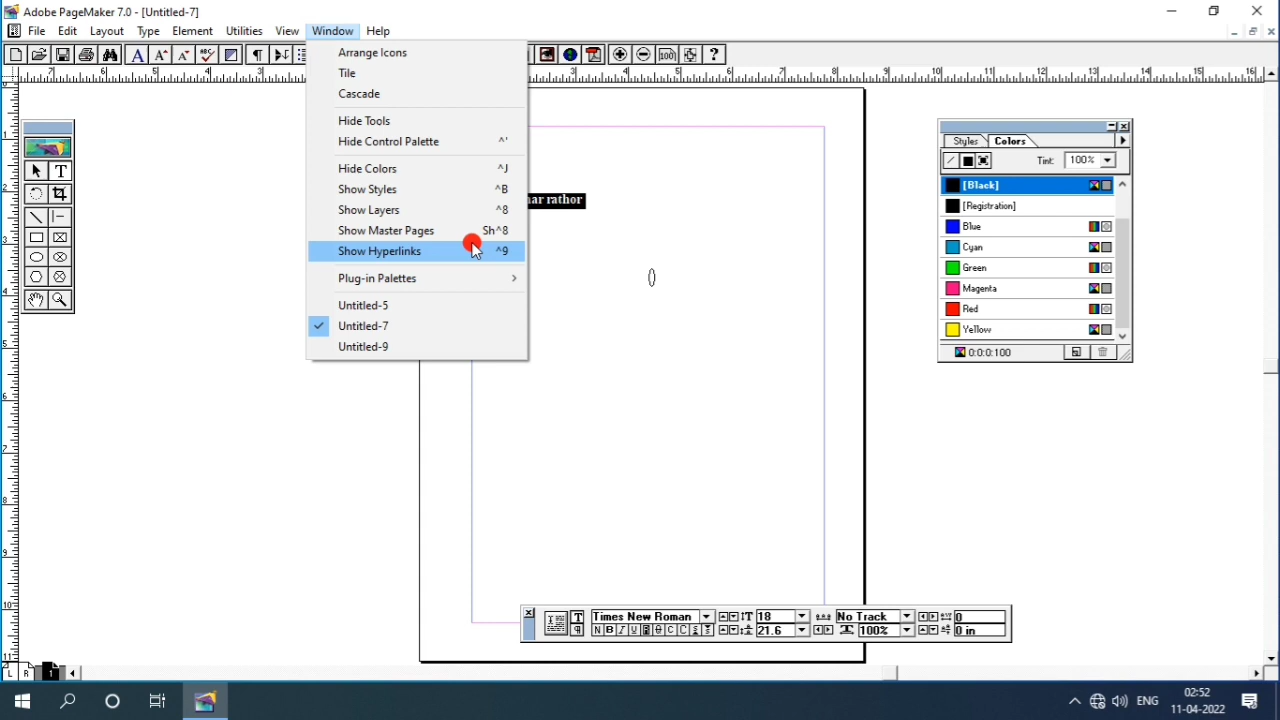 Adobe PageMaker 7.0 - [Untitled-7]
File Edit Layout Type Element Utilities View Window Help
Arrange Icons
Tile
Cascade
Hide Tools
Hide Control Palette ^'
Hide Colors ^J
Show Styles ^B
Show Layers ^8
Show Master Pages Sh^8
Show Hyperlinks ^9
Plug-in Palettes
Untitled-5
Untitled-7
Untitled-9
ar rathor
Styles Colors
Tint: 100%
[Black]
[Registration]
Blue
Cyan
Green
Magenta
Red
Yellow
0:0:0:100
Times New Roman 18 No Track 0
21.6 100% 0 in
L R 1
ENG
02:52
11-04-2022